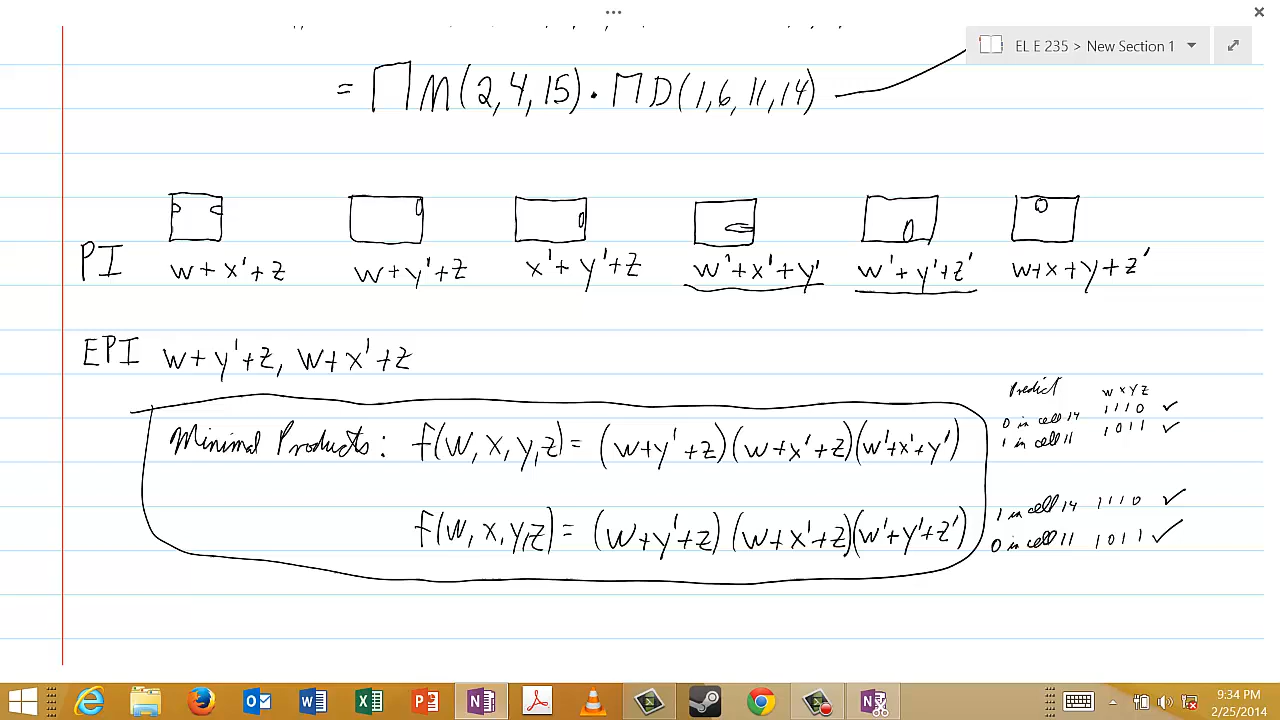 EL E 235 > New Section 1
= ΠM(2,4,15)·ΠD(1,6,11,14)
PI w+x'+z w+y'+z x'+y'+z w'+x'+y' w'+y'+z' w+x+y+z'
EPI w+y'+z, w+x'+z
Predict w x y z
0 in cell 14 1 1 1 0 ✓
1 in cell 11 1 0 1 1 ✓
Minimal Products: f(w,x,y,z)= (w+y'+z)(w+x'+z)(w'+x'+y')
1 in cell 14 1 1 1 0 ✓
f(w,x,y,z)= (w+y'+z)(w+x'+z)(w'+y'+z')
0 in cell 11 1 0 1 1 ✓
9:34 PM
2/25/2014